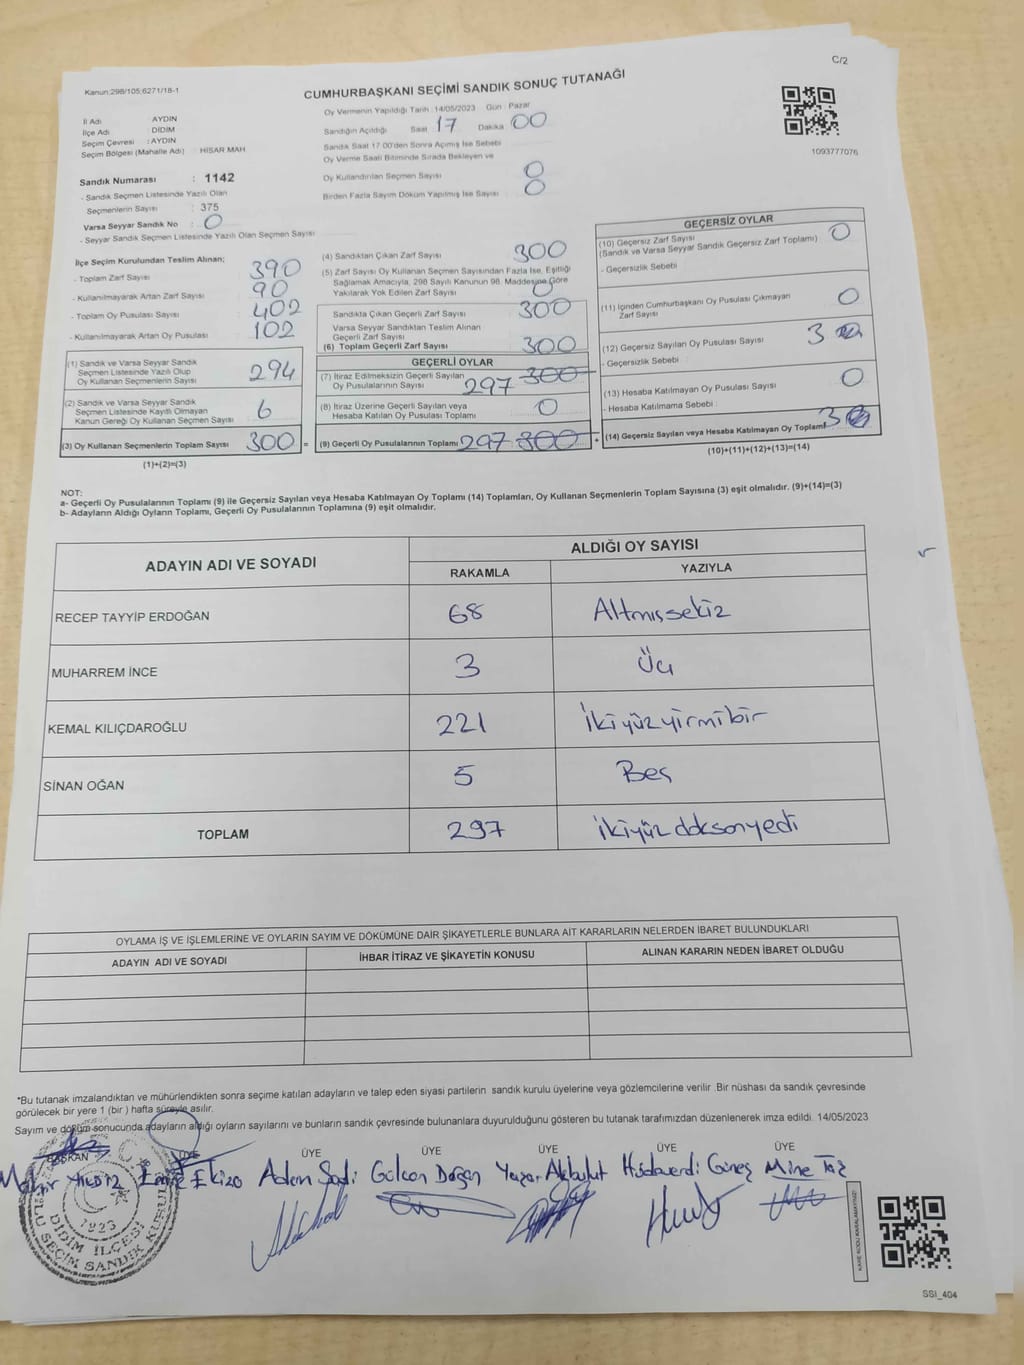 C/2
Kanun:298/105;6271/18-1
CUMHURBAŞKANI SEÇİMİ SANDIK SONUÇ TUTANAĞI
İl Adı : AYDIN
İlçe Adı : DİDİM
Seçim Çevresi : AYDIN
Seçim Bölgesi (Mahalle Adı) : HİSAR MAH.
Sandık Numarası : 1142
- Sandık Seçmen Listesinde Yazılı Olan
Seçmenlerin Sayısı : 375
Varsa Seyyar Sandık No : 0
- Seyyar Sandık Seçmen Listesinde Yazılı Olan Seçmen Sayısı :
Oy Vermenin Yapıldığı Tarih :14/05/2023 Gün : Pazar
Sandığın Açıldığı Saat 17 Dakika 00
Sandık Saat 17.00'den Sonra Açımış İse Sebebi
Oy Verme Saati Bitiminde Sırada Bekleyen ve
Oy Kullandırılan Seçmen Sayısı : 0
Birden Fazla Sayım Döküm Yapılmış İse Sayısı : 0
1093777076
İlçe Seçim Kurulundan Teslim Alınan;
- Toplam Zarf Sayısı 390
- Kullanılmayarak Artan Zarf Sayısı 90
- Toplam Oy Pusulası Sayısı 402
- Kullanılmayarak Artan Oy Pusulası 102
(1) Sandık ve Varsa Seyyar Sandık
Seçmen Listesinde Yazılı Olup
Oy Kullanan Seçmenlerin Sayısı 294
(2) Sandık ve Varsa Seyyar Sandık
Seçmen Listesinde Kayıtlı Olmayan
Kanun Gereği Oy Kullanan Seçmen Sayısı 6
(3) Oy Kullanan Seçmenlerin Toplam Sayısı 300 =
(1)+(2)=(3)
(4) Sandıktan Çıkan Zarf Sayısı 300
(5) Zarf Sayısı Oy Kullanan Seçmen Sayısından Fazla İse, Eşitliği
Sağlamak Amacıyla, 298 Sayılı Kanunun 98. Maddesine Göre
Yakılarak Yok Edilen Zarf Sayısı 0
Sandıkta Çıkan Geçerli Zarf Sayısı 300
Varsa Seyyar Sandıktan Teslim Alınan
Geçerli Zarf Sayısı
(6) Toplam Geçerli Zarf Sayısı 300
GEÇERLİ OYLAR
(7) İtiraz Edilmeksizin Geçerli Sayılan
Oy Pusulalarının Sayısı 297 300
(8) İtiraz Üzerine Geçerli Sayılan veya
Hesaba Katılan Oy Pusulası Toplamı 0
(9) Geçerli Oy Pusulalarının Toplamı 297 300 +
GEÇERSİZ OYLAR
(10) Geçersiz Zarf Sayısı 0
(Sandık ve Varsa Seyyar Sandık Geçersiz Zarf Toplamı)
- Geçersizlik Sebebi
(11) İçinden Cumhurbaşkanı Oy Pusulası Çıkmayan
Zarf Sayısı 0
(12) Geçersiz Sayılan Oy Pusulası Sayısı 3
- Geçersizlik Sebebi :
(13) Hesaba Katılmayan Oy Pusulası Sayısı 0
- Hesaba Katılmama Sebebi :
(14) Geçersiz Sayılan veya Hesaba Katılmayan Oy Toplamı 3
(10)+(11)+(12)+(13)=(14)
NOT:
a- Geçerli Oy Pusulalarının Toplamı (9) ile Geçersiz Sayılan veya Hesaba Katılmayan Oy Toplamı (14) Toplamları, Oy Kullanan Seçmenlerin Toplam Sayısına (3) eşit olmalıdır. (9)+(14)=(3)
b- Adayların Aldığı Oyların Toplamı, Geçerli Oy Pusulalarının Toplamına (9) eşit olmalıdır.
ADAYIN ADI VE SOYADI
ALDIĞI OY SAYISI
RAKAMLA YAZIYLA
RECEP TAYYİP ERDOĞAN 68 Altmışsekiz
MUHARREM İNCE 3 Üç
KEMAL KILIÇDAROĞLU 221 İkiyüzyirmibir
SİNAN OĞAN 5 Beş
TOPLAM 297 ikiyüz doksanyedi
OYLAMA İŞ VE İŞLEMLERİNE VE OYLARIN SAYIM VE DÖKÜMÜNE DAİR ŞİKAYETLERLE BUNLARA AİT KARARLARIN NELERDEN İBARET BULUNDUKLARI
ADAYIN ADI VE SOYADI İHBAR İTİRAZ VE ŞİKAYETİN KONUSU ALINAN KARARIN NEDEN İBARET OLDUĞU
*Bu tutanak imzalandıktan ve mühürlendikten sonra seçime katılan adayların ve talep eden siyasi partilerin sandık kurulu üyelerine veya gözlemcilerine verilir .Bir nüshası da sandık çevresinde
görülecek bir yere 1 (bir ) hafta süreyle asılır.
Sayım ve döküm sonucunda adayların aldığı oyların sayılarını ve bunların sandık çevresinde bulunanlara duyurulduğunu gösteren bu tutanak tarafımızdan düzenlenerek imza edildi. 14/05/2023
BAŞKAN ÜYE ÜYE ÜYE ÜYE ÜYE ÜYE
Gülcan Doğan Yaşar Akbulut Hüdaverdi Güneş Mine
1923
DİDİM İLÇESİ
SEÇİM SANDIK KURULU
KARE KODU KARALAMAYINIZ!
SSI_404